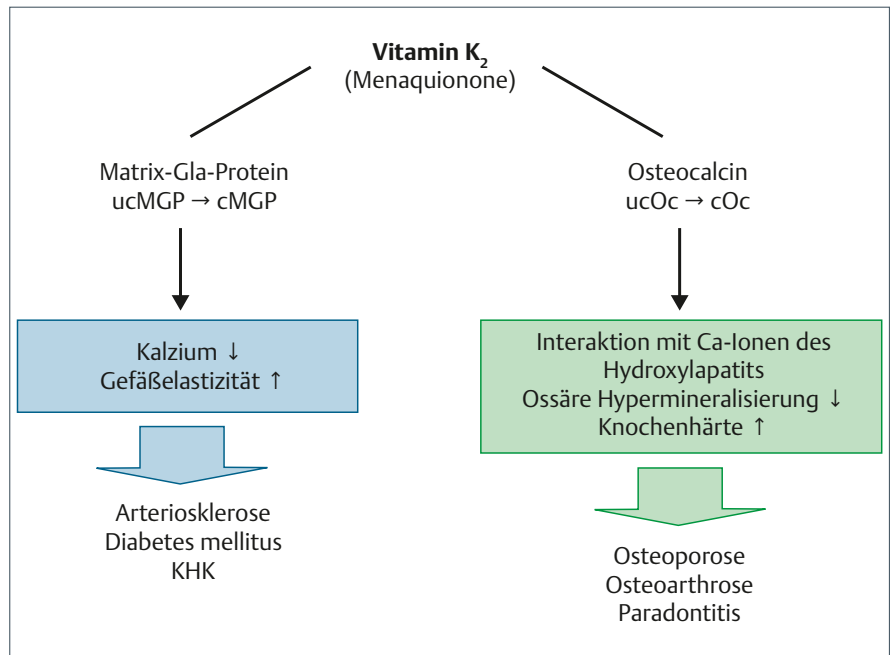 Vitamin K₂
(Menaquionone)
Matrix-Gla-Protein
ucMGP → cMGP
Osteocalcin
ucOc → cOc
Kalzium ↓
Gefäßelastizität ↑
Interaktion mit Ca-Ionen des
Hydroxylapatits
Ossäre Hypermineralisierung ↓
Knochenhärte ↑
Arteriosklerose
Diabetes mellitus
KHK
Osteoporose
Osteoarthrose
Paradontitis